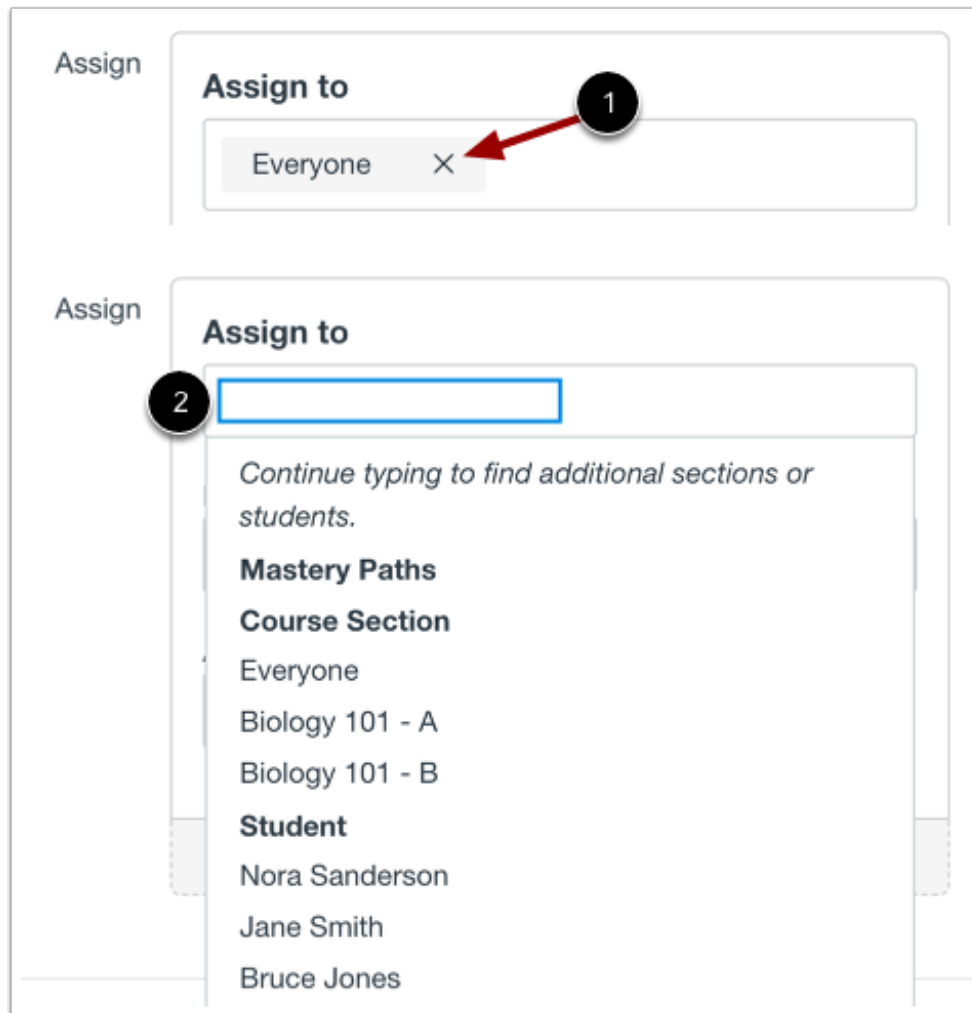 Assign
Assign to
1
Everyone ×
Assign
Assign to
2
Continue typing to find additional sections or
students.
Mastery Paths
Course Section
Everyone
Biology 101 - A
Biology 101 - B
Student
Nora Sanderson
Jane Smith
Bruce Jones